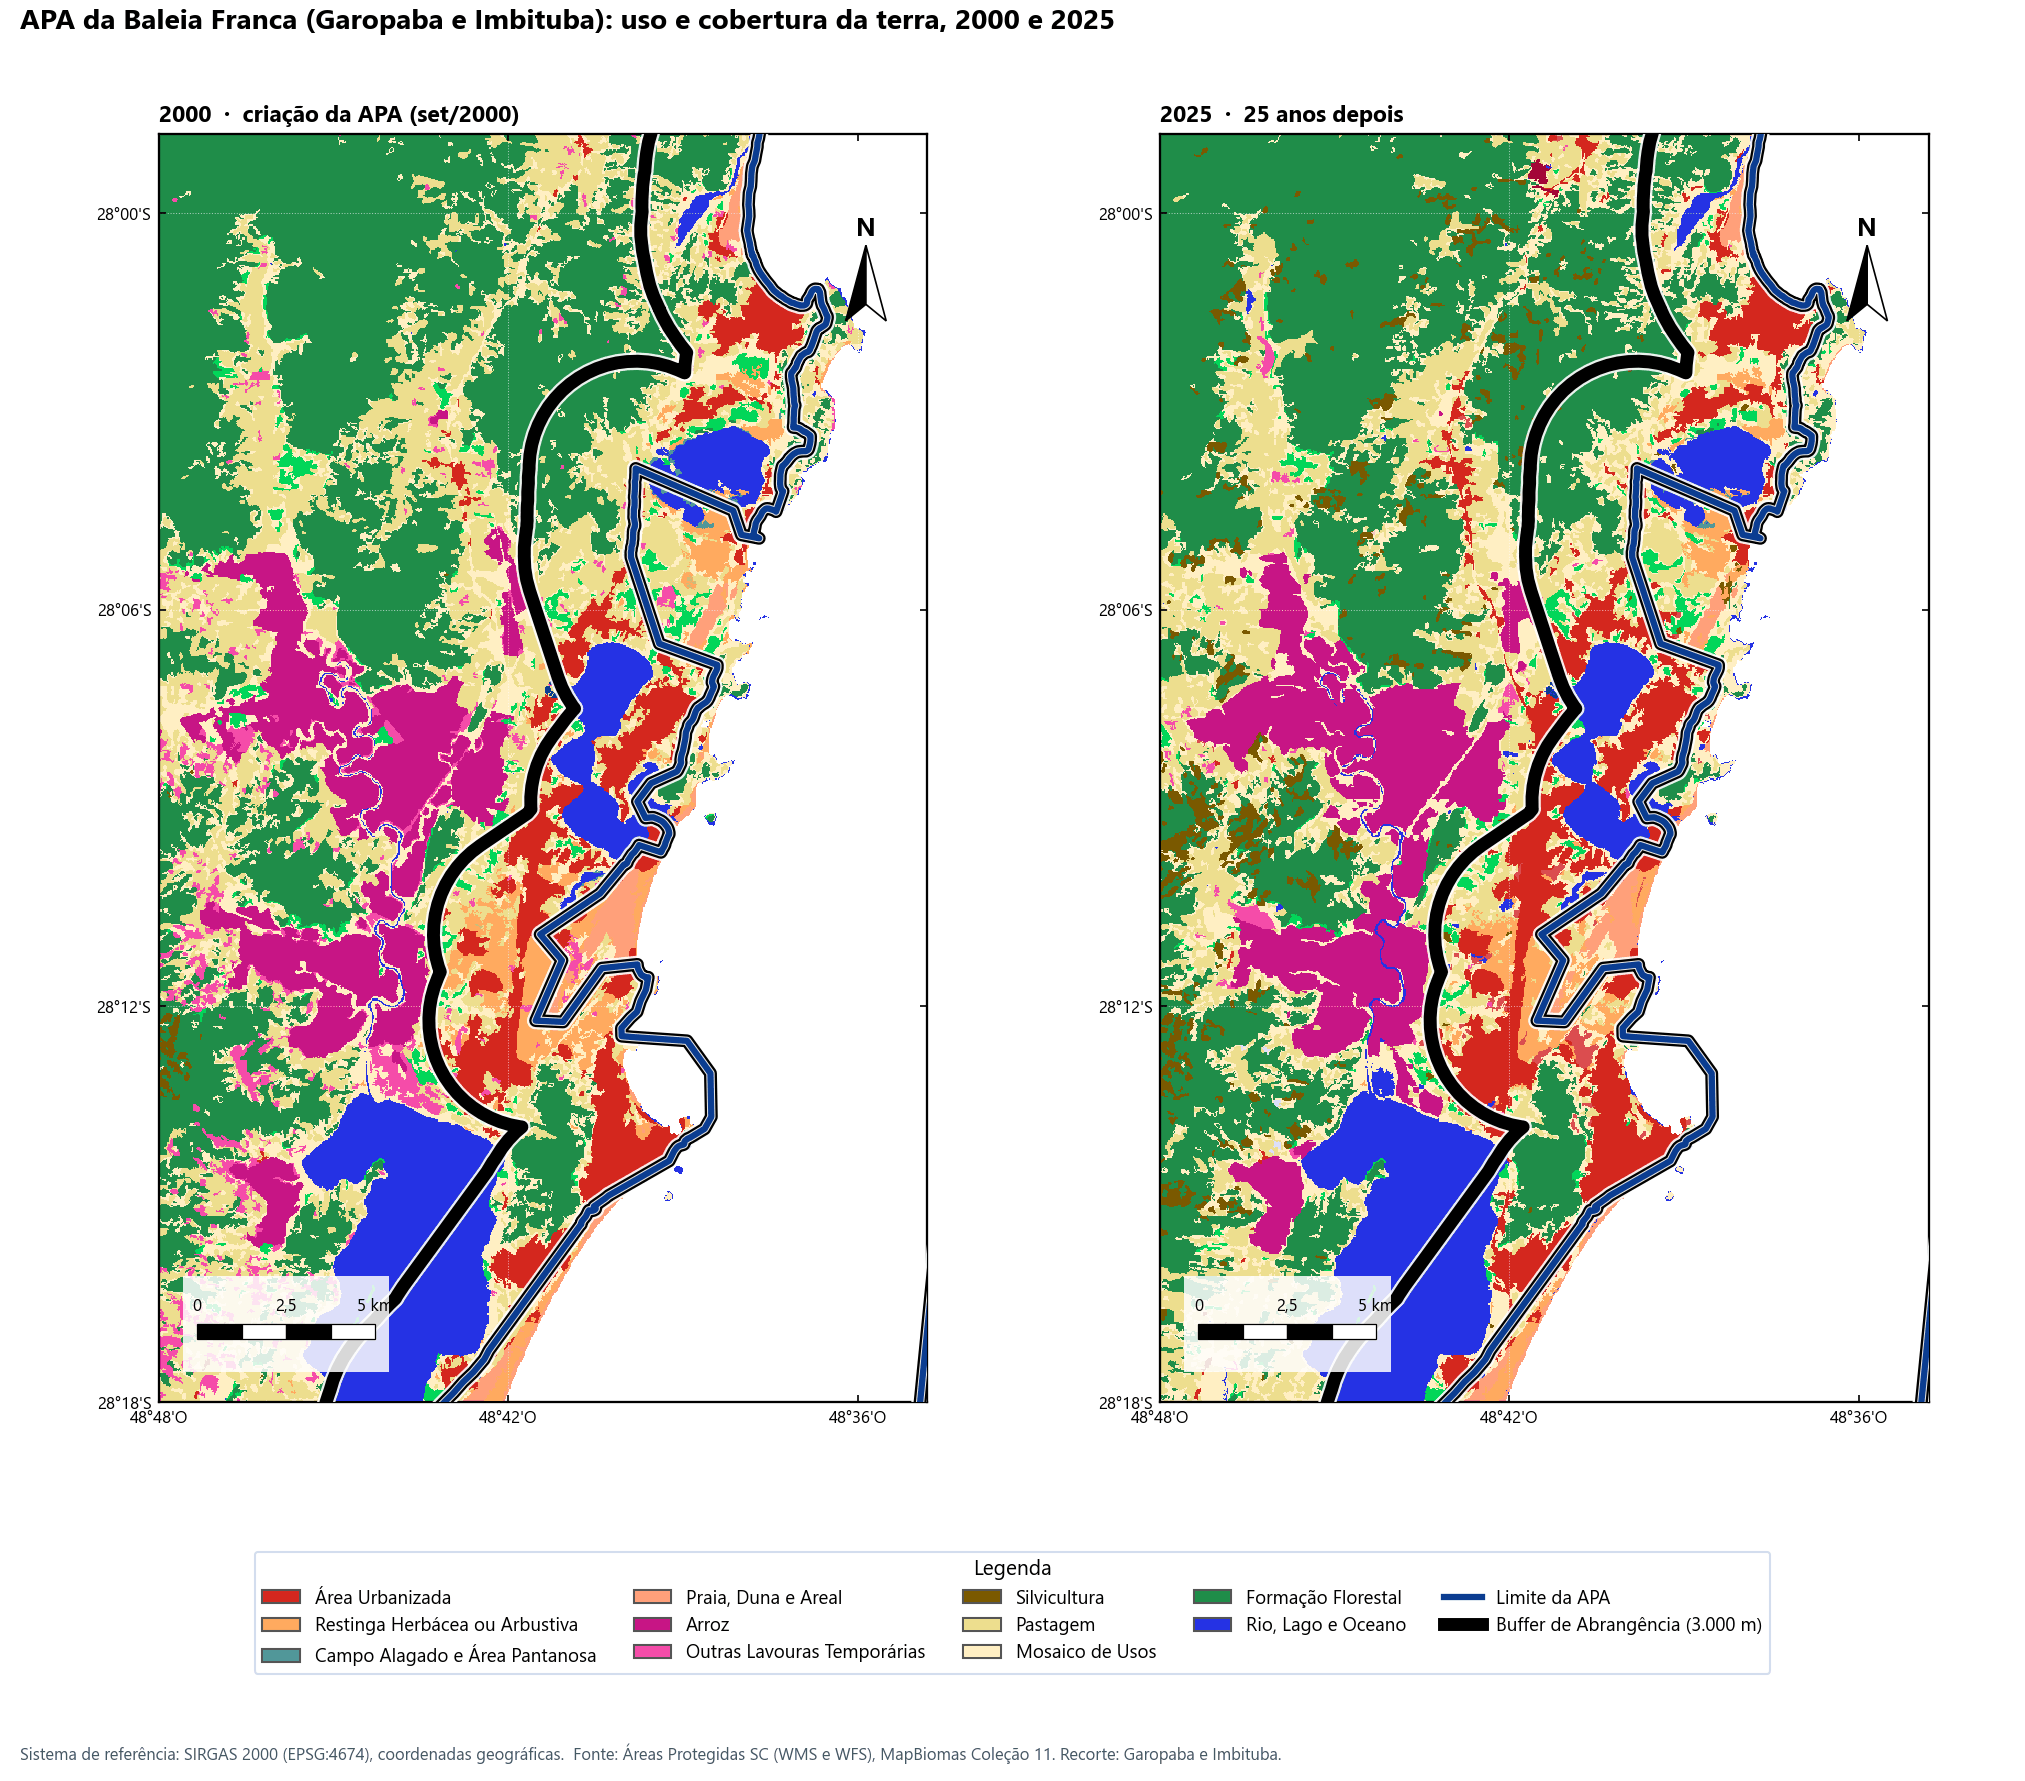 APA da Baleia Franca (Garopaba e Imbituba): uso e cobertura da terra, 2000 e 2025
2000 · criação da APA (set/2000)
28°00'S
28°06'S
28°12'S
28°18'S
48°48'O
48°42'O
48°36'O
N
0
2,5
5 km
2025 · 25 anos depois
28°00'S
28°06'S
28°12'S
28°18'S
48°48'O
48°42'O
48°36'O
N
0
2,5
5 km
Legenda
Área Urbanizada
Restinga Herbácea ou Arbustiva
Campo Alagado e Área Pantanosa
Praia, Duna e Areal
Arroz
Outras Lavouras Temporárias
Silvicultura
Pastagem
Mosaico de Usos
Formação Florestal
Rio, Lago e Oceano
Limite da APA
Buffer de Abrangência (3.000 m)
Sistema de referência: SIRGAS 2000 (EPSG:4674), coordenadas geográficas. Fonte: Áreas Protegidas SC (WMS e WFS), MapBiomas Coleção 11. Recorte: Garopaba e Imbituba.